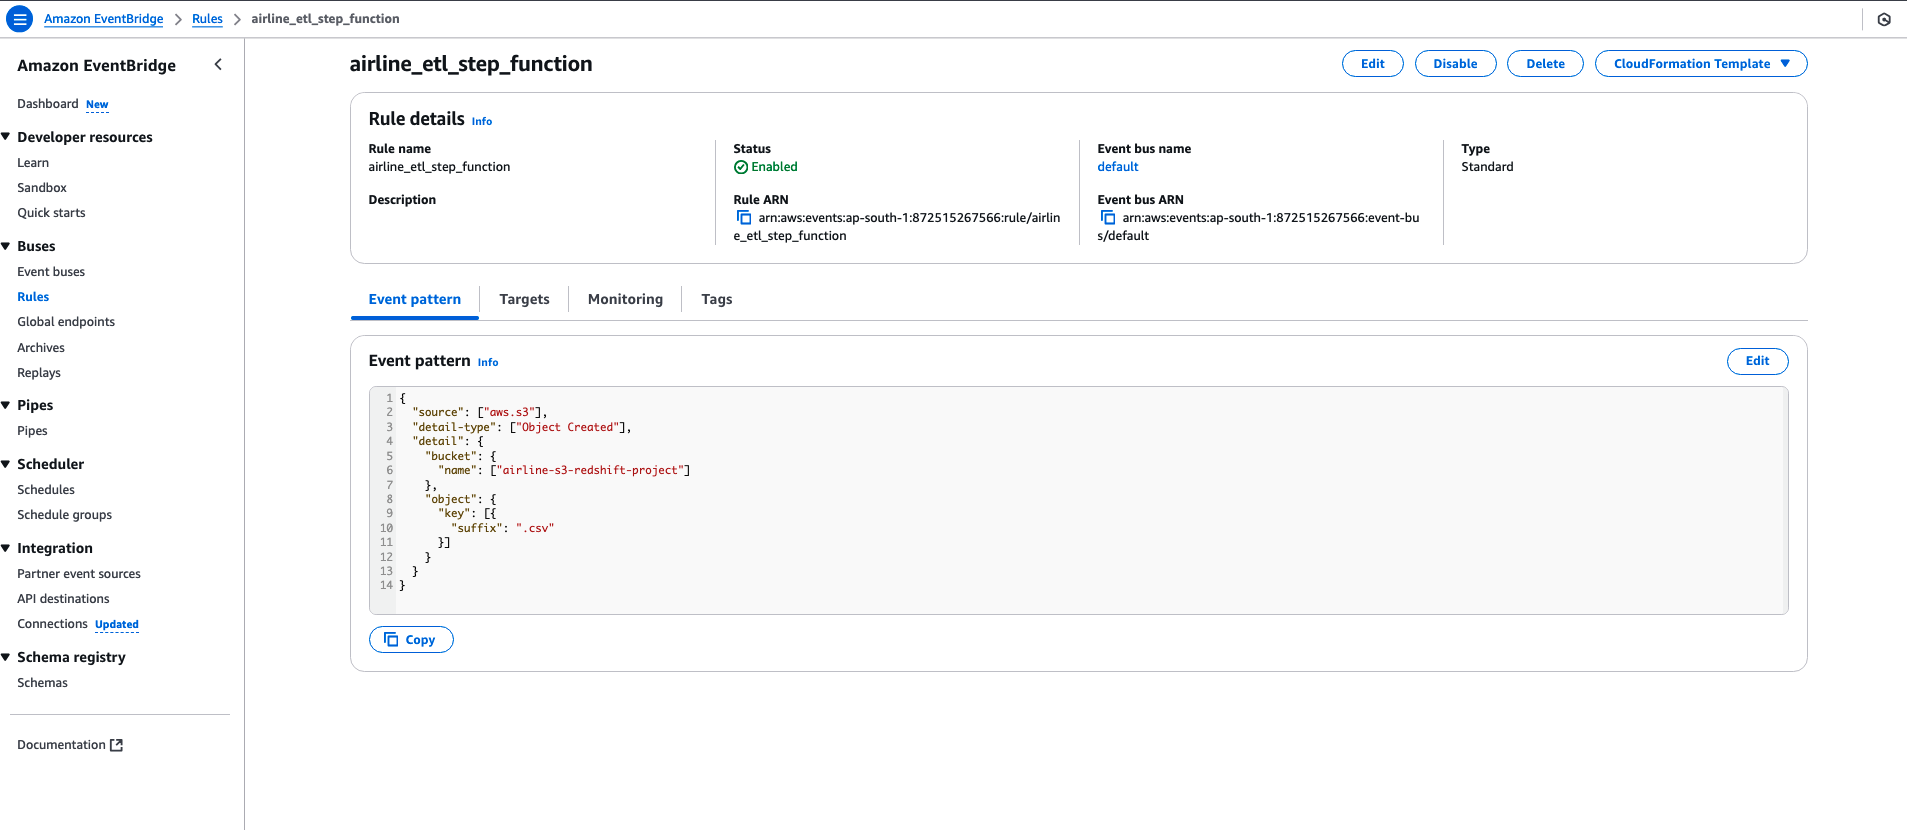 Amazon EventBridge > Rules > airline_etl_step_function
Amazon EventBridge
Dashboard New
Developer resources
Learn
Sandbox
Quick starts
Buses
Event buses
Rules
Global endpoints
Archives
Replays
Pipes
Pipes
Scheduler
Schedules
Schedule groups
Integration
Partner event sources
API destinations
Connections Updated
Schema registry
Schemas
Documentation
airline_etl_step_function
Edit
Disable
Delete
CloudFormation Template
Rule details Info
Rule name
airline_etl_step_function
Description
Status
Enabled
Rule ARN
arn:aws:events:ap-south-1:872515267566:rule/airlin
e_etl_step_function
Event bus name
default
Event bus ARN
arn:aws:events:ap-south-1:872515267566:event-bu
s/default
Type
Standard
Event pattern
Targets
Monitoring
Tags
Event pattern Info
Edit
1 {
2 "source": ["aws.s3"],
3 "detail-type": ["Object Created"],
4 "detail": {
5 "bucket": {
6 "name": ["airline-s3-redshift-project"]
7 },
8 "object": {
9 "key": [{
10 "suffix": ".csv"
11 }]
12 }
13 }
14 }
Copy